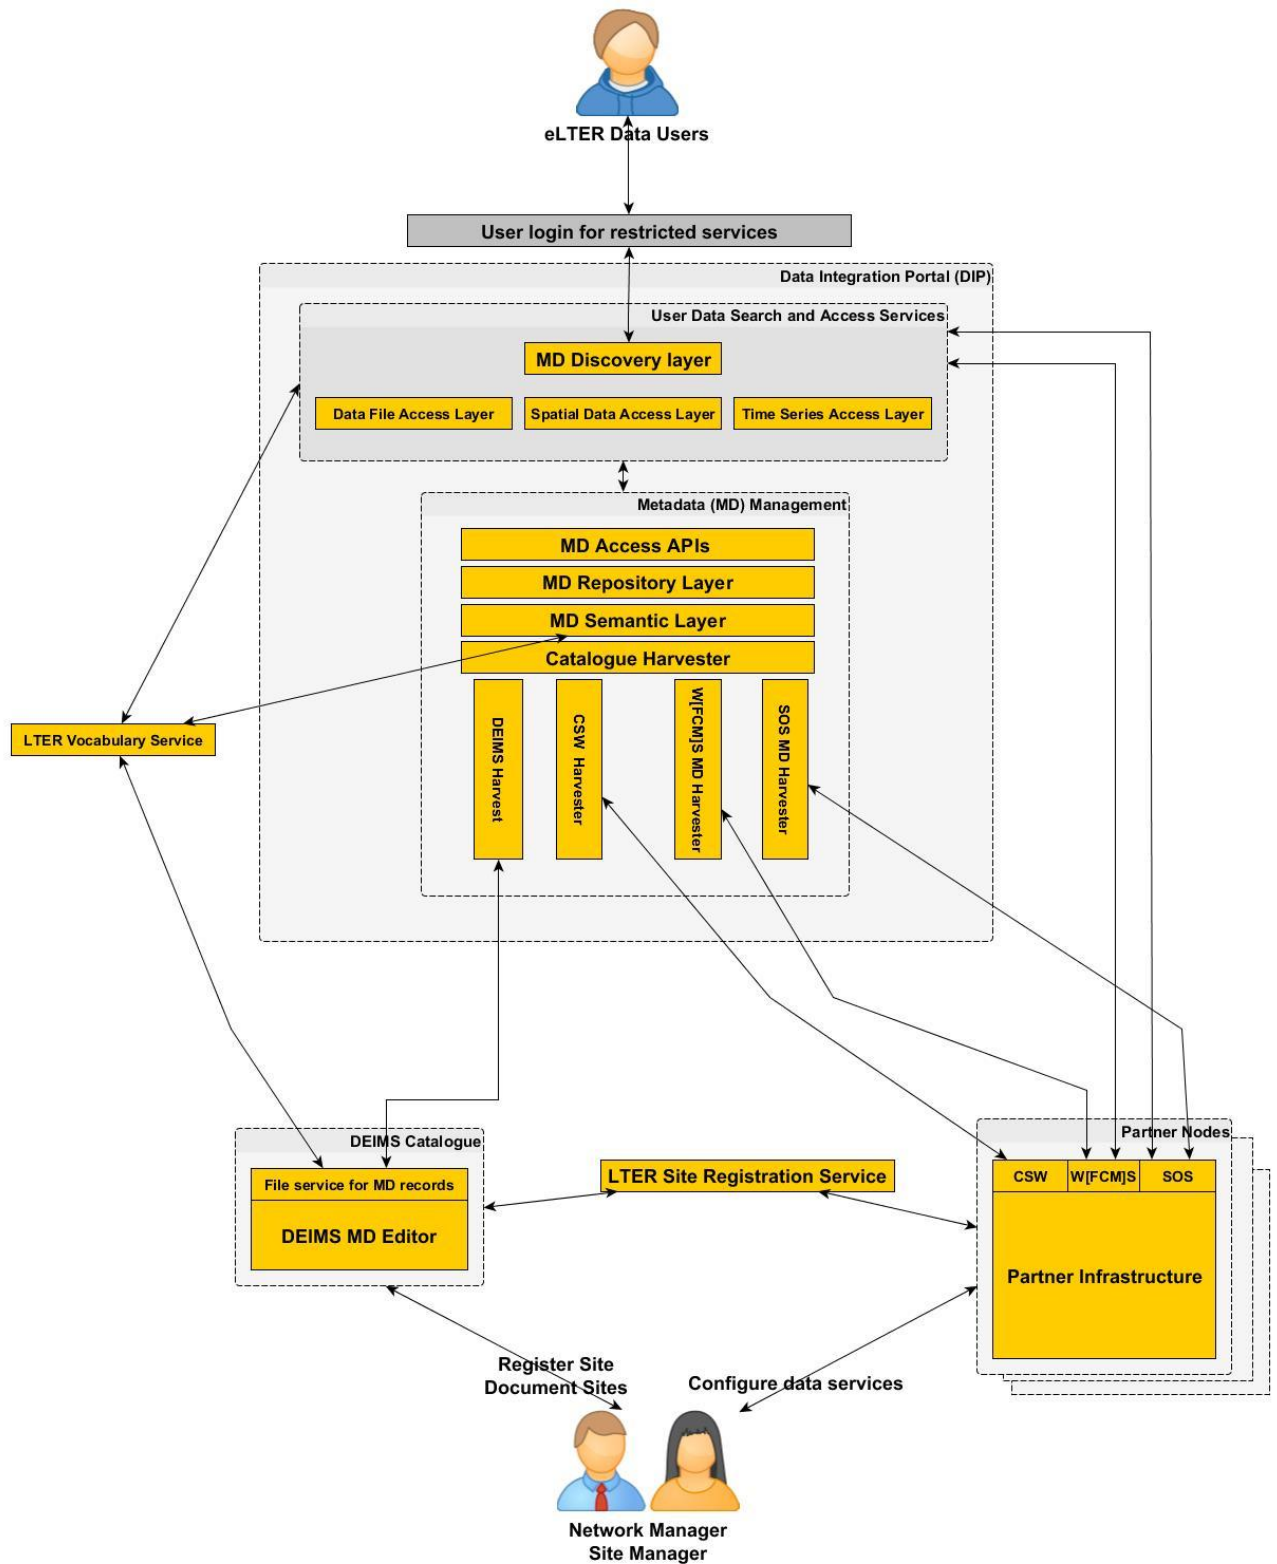 eLTER Data Users
User login for restricted services
Data Integration Portal (DIP)
User Data Search and Access Services
MD Discovery layer
Data File Access Layer
Spatial Data Access Layer
Time Series Access Layer
Metadata (MD) Management
MD Access APIs
MD Repository Layer
MD Semantic Layer
Catalogue Harvester
DEIMS Harvest
CSW Harvester
W[FCM]S MD Harvester
SOS MD Harvester
LTER Vocabulary Service
DEIMS Catalogue
File service for MD records
DEIMS MD Editor
LTER Site Registration Service
Partner Nodes
CSW
W[FCM]S
SOS
Partner Infrastructure
Register Site
Document Sites
Configure data services
Network Manager
Site Manager